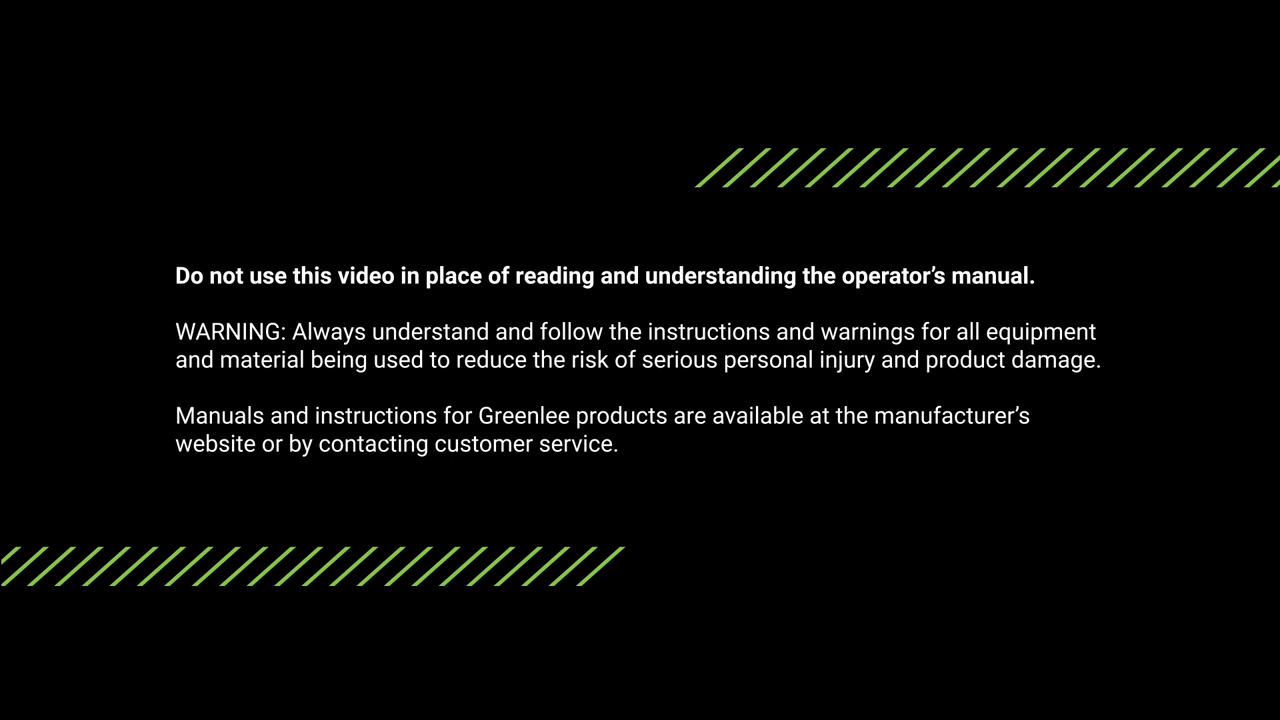 Do not use this video in place of reading and understanding the operator’s manual.
WARNING: Always understand and follow the instructions and warnings for all equipment
and material being used to reduce the risk of serious personal injury and product damage.
Manuals and instructions for Greenlee products are available at the manufacturer’s
website or by contacting customer service.